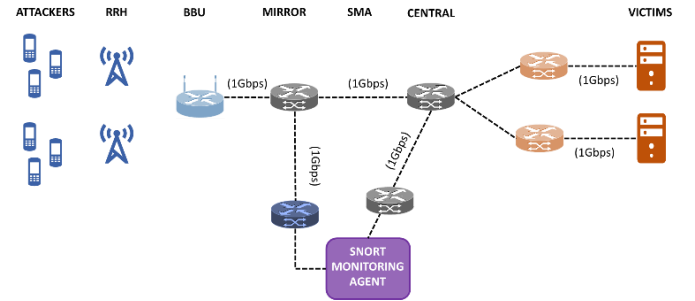 ATTACKERS RRH BBU MIRROR SMA CENTRAL VICTIMS
(1Gbps) (1Gbps) (1Gbps)
(1Gbps)
(1Gbps)
(1Gbps)
SNORT
MONITORING
AGENT